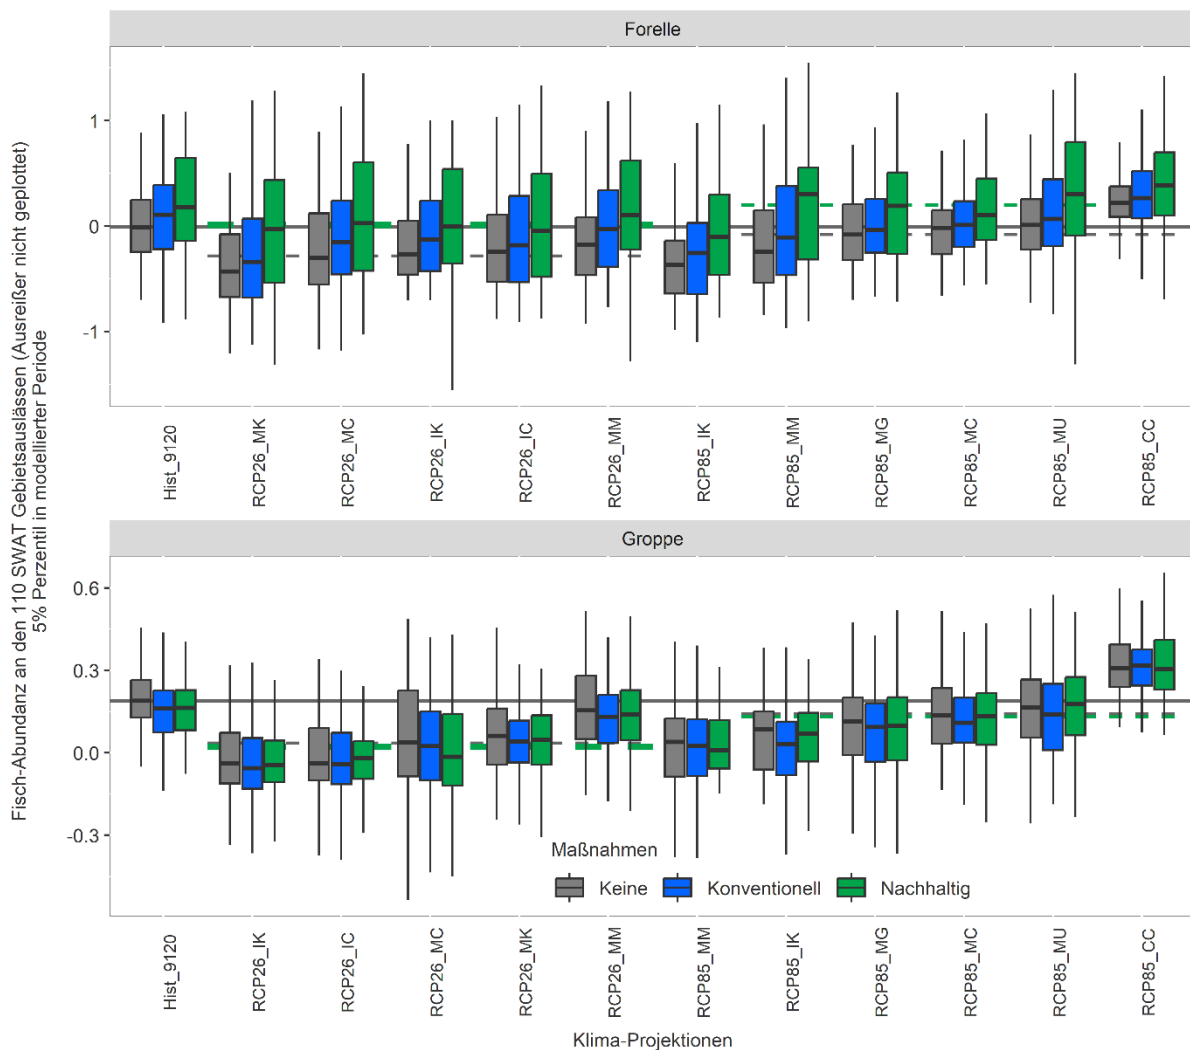 Forelle
Fisch-Abundanz an den 110 SWAT Gebietsauslässen (Ausreißer nicht geplottet)
5% Perzentil in modellierter Periode
1
0
-1
Hist_9120
RCP26_MK
RCP26_MC
RCP26_IK
RCP26_IC
RCP26_MM
RCP85_IK
RCP85_MM
RCP85_MG
RCP85_MC
RCP85_MU
RCP85_CC
Groppe
0.6
0.3
0.0
-0.3
Maßnahmen
Keine Konventionell Nachhaltig
Hist_9120
RCP26_IK
RCP26_IC
RCP26_MC
RCP26_MK
RCP26_MM
RCP85_MM
RCP85_IK
RCP85_MG
RCP85_MC
RCP85_MU
RCP85_CC
Klima-Projektionen